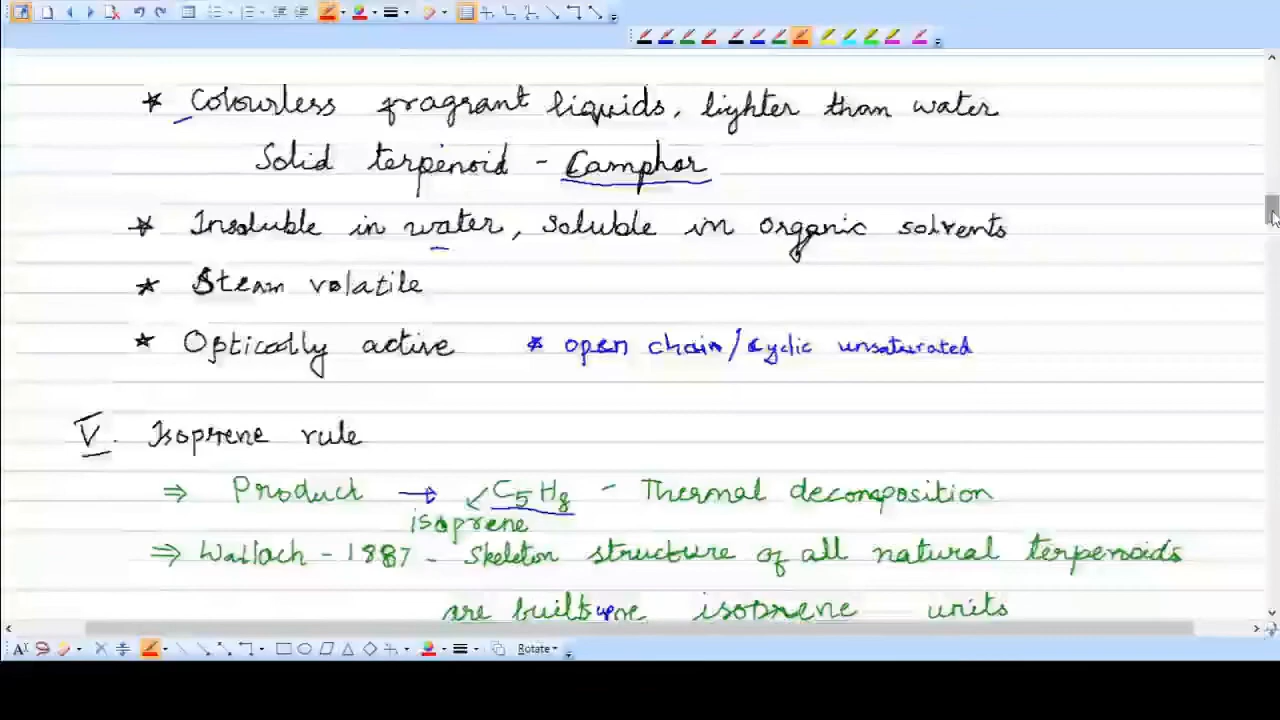 * Colourless fragrant liquids, lighter than water
Solid terpenoid - Camphor
* Insoluble in water, soluble in organic solvents
* Steam volatile
* Optically active * open chain/cyclic unsaturated
V. Isoprene rule
⇒ Product → C5H8 - Thermal decomposition
isoprene
⇒ Wallach - 1887 - Skeleton structure of all natural terpenoids
are built isoprene units
Rotate